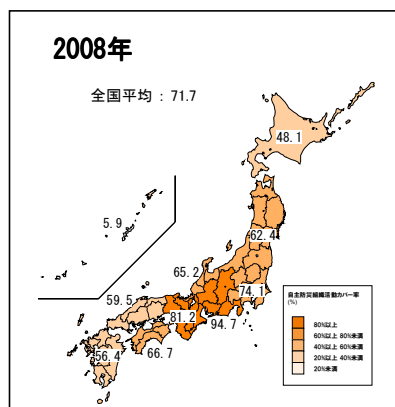 2008年
全国平均 : 71.7
48.1
5.9
62.4
65.2
74.1
59.5
81.2
94.7
56.4
66.7
自主防災組織活動カバー率
(%)
80%以上
60%以上 80%未満
40%以上 60%未満
20%以上 40%未満
20%未満